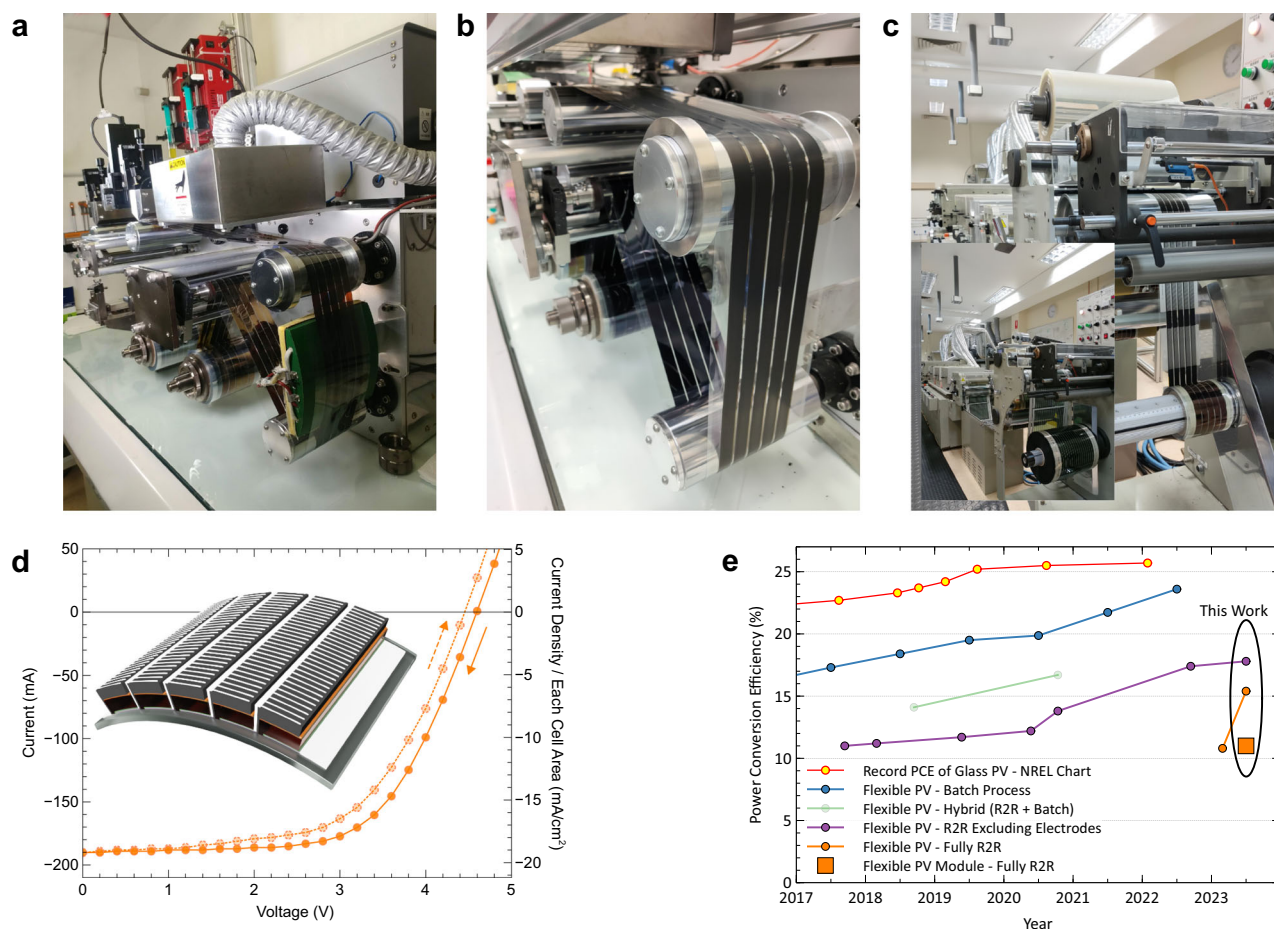 a
b
c
CAUTION
d
50
0
−50
−100
−150
−200
Current (mA)
5
0
−5
−10
−15
−20
Current Density / Each Cell Area (mA/cm²)
0
1
2
3
4
5
Voltage (V)
e
25
20
15
10
5
0
Power Conversion Efficiency (%)
This Work
Record PCE of Glass PV - NREL Chart
Flexible PV - Batch Process
Flexible PV - Hybrid (R2R + Batch)
Flexible PV - R2R Excluding Electrodes
Flexible PV - Fully R2R
Flexible PV Module - Fully R2R
2017
2018
2019
2020
2021
2022
2023
Year